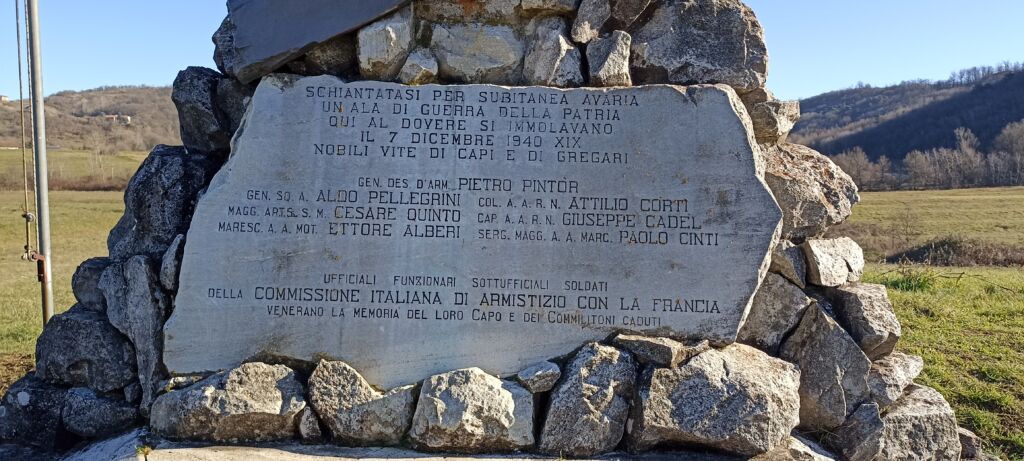 SCHIANTATASI PER SUBITANEA AVARIA
UN ALA DI GUERRA DELLA PATRIA
QUI AL DOVERE SI IMMOLAVANO
IL 7 DICEMBRE 1940 XIX
NOBILI VITE DI CAPI E DI GREGARI
GEN. DES. D'ARM. PIETRO PINTOR
GEN. SQ. A. ALDO PELLEGRINI COL. A. A. R. N. ATTILIO CORTI
MAGG. ART. S. S. M. CESARE QUINTO CAP. A. A. R. N. GIUSEPPE CADEL
MARESC. A. A. MOT. ETTORE ALBERI SERG. MAGG. A. A. MARC. PAOLO CINTI
UFFICIALI FUNZIONARI SOTTUFFICIALI SOLDATI
DELLA COMMISSIONE ITALIANA DI ARMISTIZIO CON LA FRANCIA
VENERANO LA MEMORIA DEL LORO CAPO E DEI COMMILITONI CADUTI